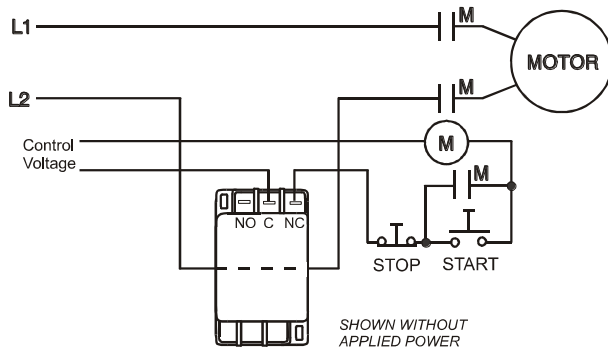 L1
M
MOTOR
L2
M
Control
Voltage
M
M
NO C NC
STOP
START
SHOWN WITHOUT
APPLIED POWER